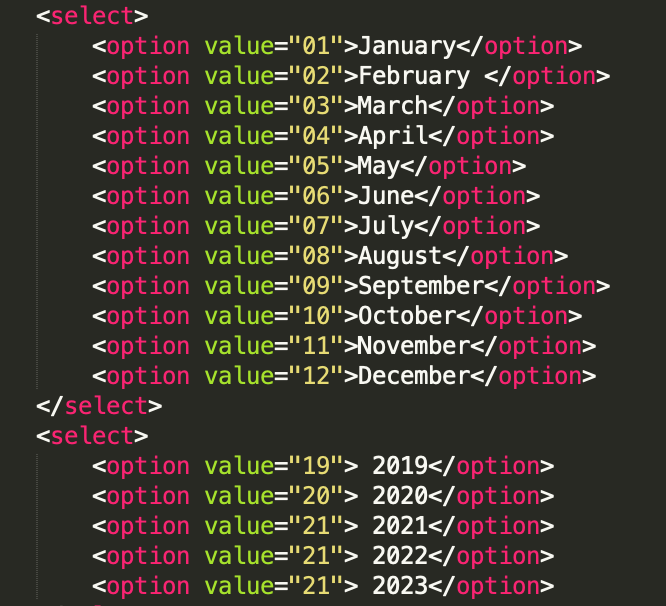 <select>
<option value="01">January</option>
<option value="02">February </option>
<option value="03">March</option>
<option value="04">April</option>
<option value="05">May</option>
<option value="06">June</option>
<option value="07">July</option>
<option value="08">August</option>
<option value="09">September</option>
<option value="10">October</option>
<option value="11">November</option>
<option value="12">December</option>
</select>
<select>
<option value="19"> 2019</option>
<option value="20"> 2020</option>
<option value="21"> 2021</option>
<option value="21"> 2022</option>
<option value="21"> 2023</option>